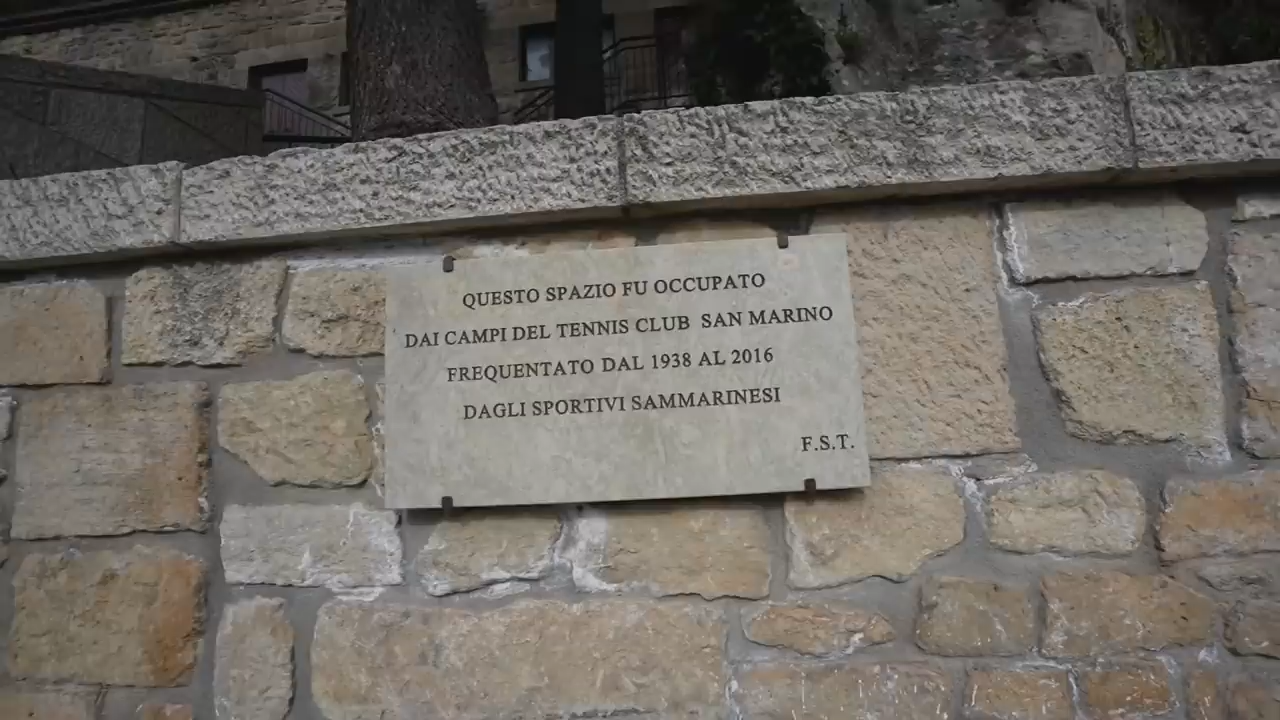 QUESTO SPAZIO FU OCCUPATO
DAI CAMPI DEL TENNIS CLUB SAN MARINO
FREQUENTATO DAL 1938 AL 2016
DAGLI SPORTIVI SAMMARINESI
F.S.T.